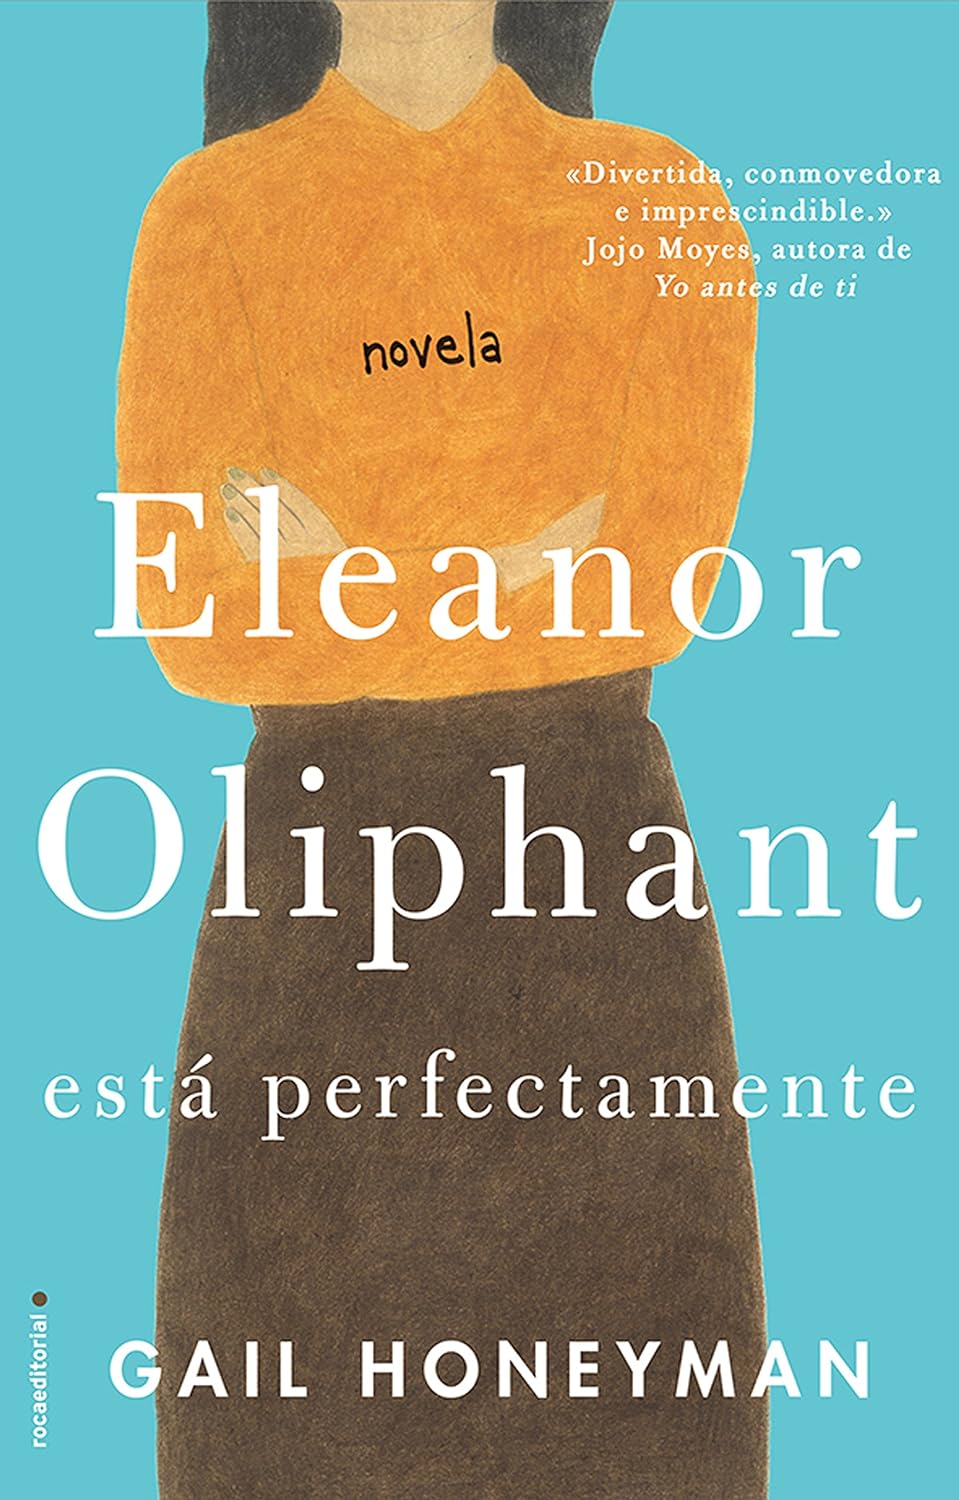 «Divertida, conmovedora
e imprescindible.»
Jojo Moyes, autora de
Yo antes de ti
novela
Eleanor
Oliphant
está perfectamente
GAIL HONEYMAN
rocaeditorial